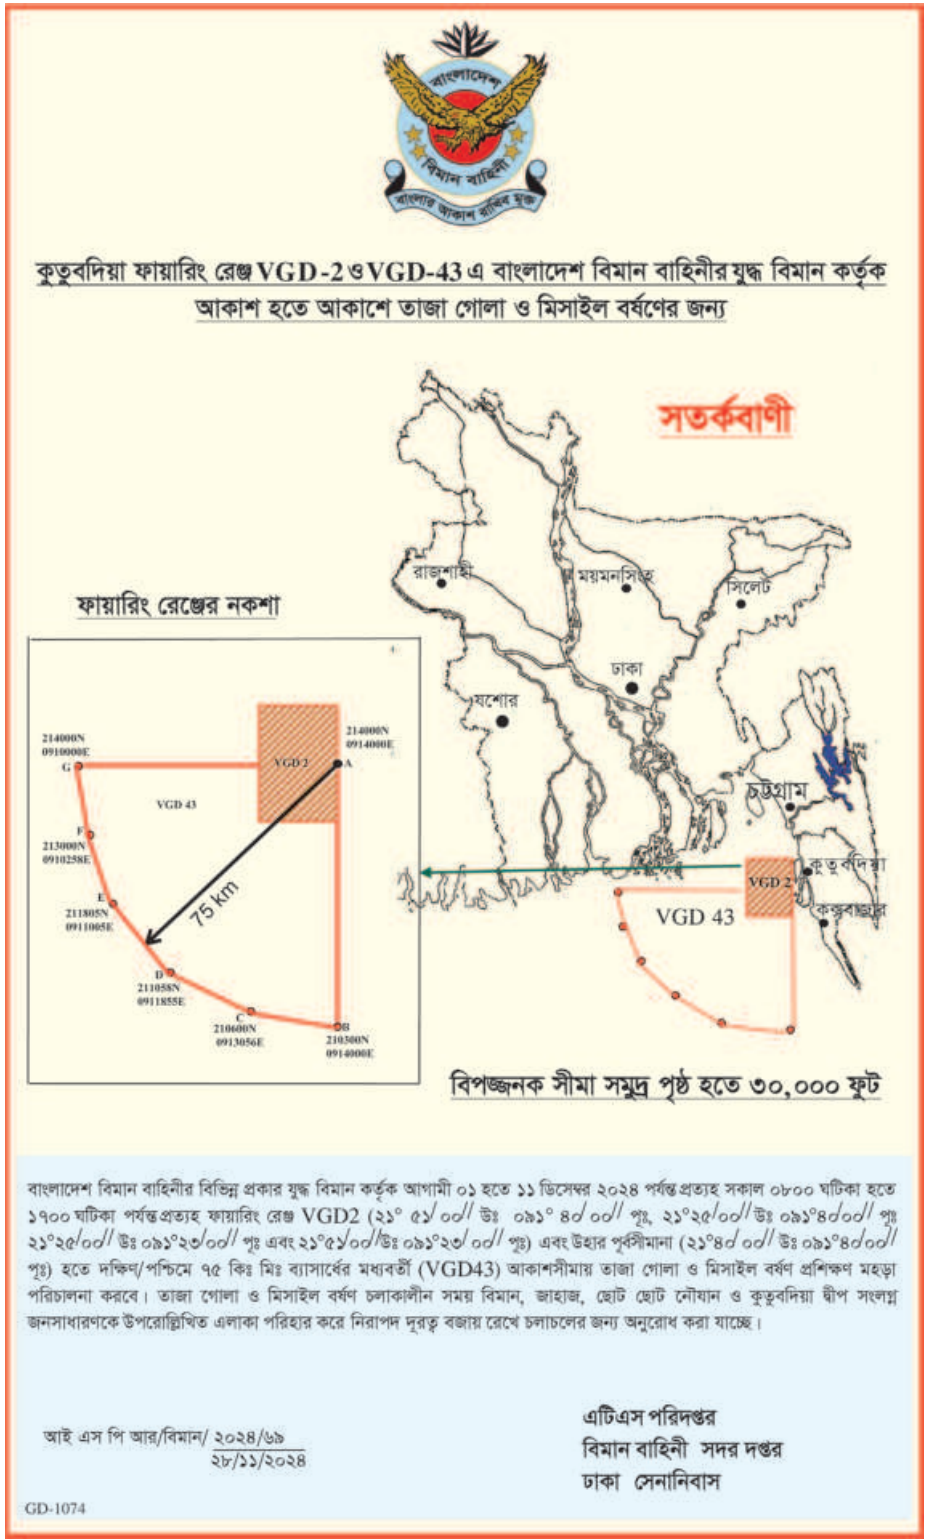 বাংলাদেশ
বিমান বাহিনী
বাংলার আকাশ রাখিব মুক্ত
কুতুবদিয়া ফায়ারিং রেঞ্জ VGD-2 ও VGD-43 এ বাংলাদেশ বিমান বাহিনীর যুদ্ধ বিমান কর্তৃক
আকাশ হতে আকাশে তাজা গোলা ও মিসাইল বর্ষণের জন্য
সতর্কবাণী
রাজশাহী
ময়মনসিংহ
সিলেট
ঢাকা
যশোর
চট্টগ্রাম
কুতুবদিয়া
কক্সবাজার
VGD 2
VGD 43
ফায়ারিং রেঞ্জের নকশা
214000N
0910000E
G
214000N
0914000E
A
VGD 2
VGD 43
F
213000N
0910258E
75 km
E
211805N
0911005E
D
211058N
0911855E
C
210600N
0913056E
B
210300N
0914000E
বিপজ্জনক সীমা সমুদ্র পৃষ্ঠ হতে ৩০,০০০ ফুট
বাংলাদেশ বিমান বাহিনীর বিভিন্ন প্রকার যুদ্ধ বিমান কর্তৃক আগামী ০১ হতে ১১ ডিসেম্বর ২০২৪ পর্যন্ত প্রত্যহ সকাল ০৮০০ ঘটিকা হতে
১৭০০ ঘটিকা পর্যন্ত প্রত্যহ ফায়ারিং রেঞ্জ VGD2 (২১° ৫১/ ০০// উঃ ০৯১° ৪০/ ০০// পূঃ, ২১°২৫/০০// উঃ ০৯১°৪০/০০// পূঃ
২১°২৫/০০// উঃ ০৯১°২৩/০০// পূঃ এবং ২১°৫১/০০//উঃ ০৯১°২৩/ ০০// পূঃ) এবং উহার পূর্বসীমানা (২১°৪০/ ০০// উঃ ০৯১°৪০/০০//
পূঃ) হতে দক্ষিণ/পশ্চিমে ৭৫ কিঃ মিঃ ব্যাসার্ধের মধ্যবর্তী (VGD43) আকাশসীমায় তাজা গোলা ও মিসাইল বর্ষণ প্রশিক্ষণ মহড়া
পরিচালনা করবে। তাজা গোলা ও মিসাইল বর্ষণ চলাকালীন সময় বিমান, জাহাজ, ছোট ছোট নৌযান ও কুতুবদিয়া দ্বীপ সংলগ্ন
জনসাধারণকে উপরোল্লিখিত এলাকা পরিহার করে নিরাপদ দূরত্ব বজায় রেখে চলাচলের জন্য অনুরোধ করা যাচ্ছে।
আই এস পি আর/বিমান/ ২০২৪/৬৯
২৮/১১/২০২৪
এটিএস পরিদপ্তর
বিমান বাহিনী সদর দপ্তর
ঢাকা সেনানিবাস
GD-1074